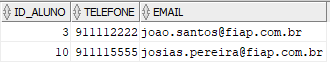 ID_ALUNO TELEFONE EMAIL
3 911112222 joao.santos@fiap.com.br
10 911115555 josias.pereira@fiap.com.br